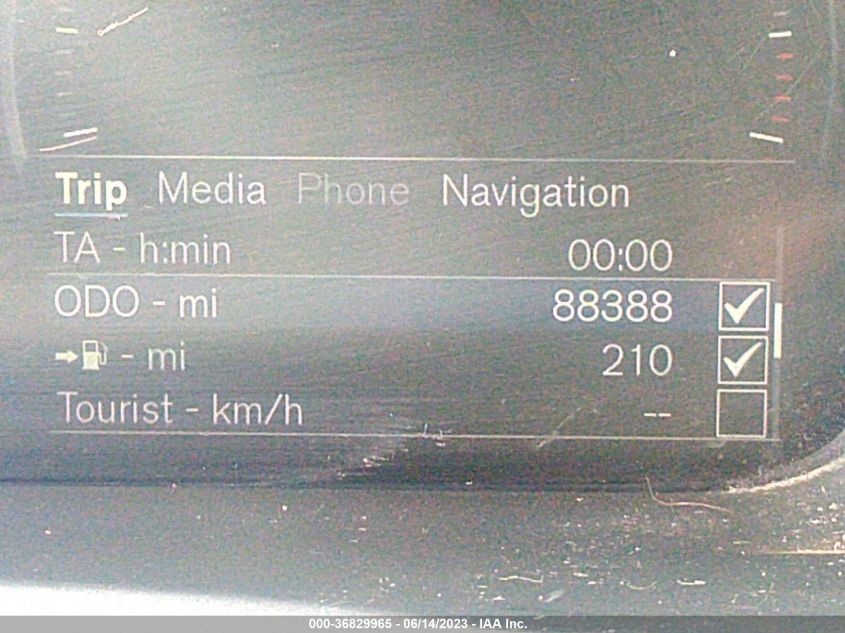 Trip Media Phone Navigation
TA - h:min 00:00
ODO - mi 88388
- mi 210
Tourist - km/h --
000-36829965 - 06/14/2023 - IAA Inc.